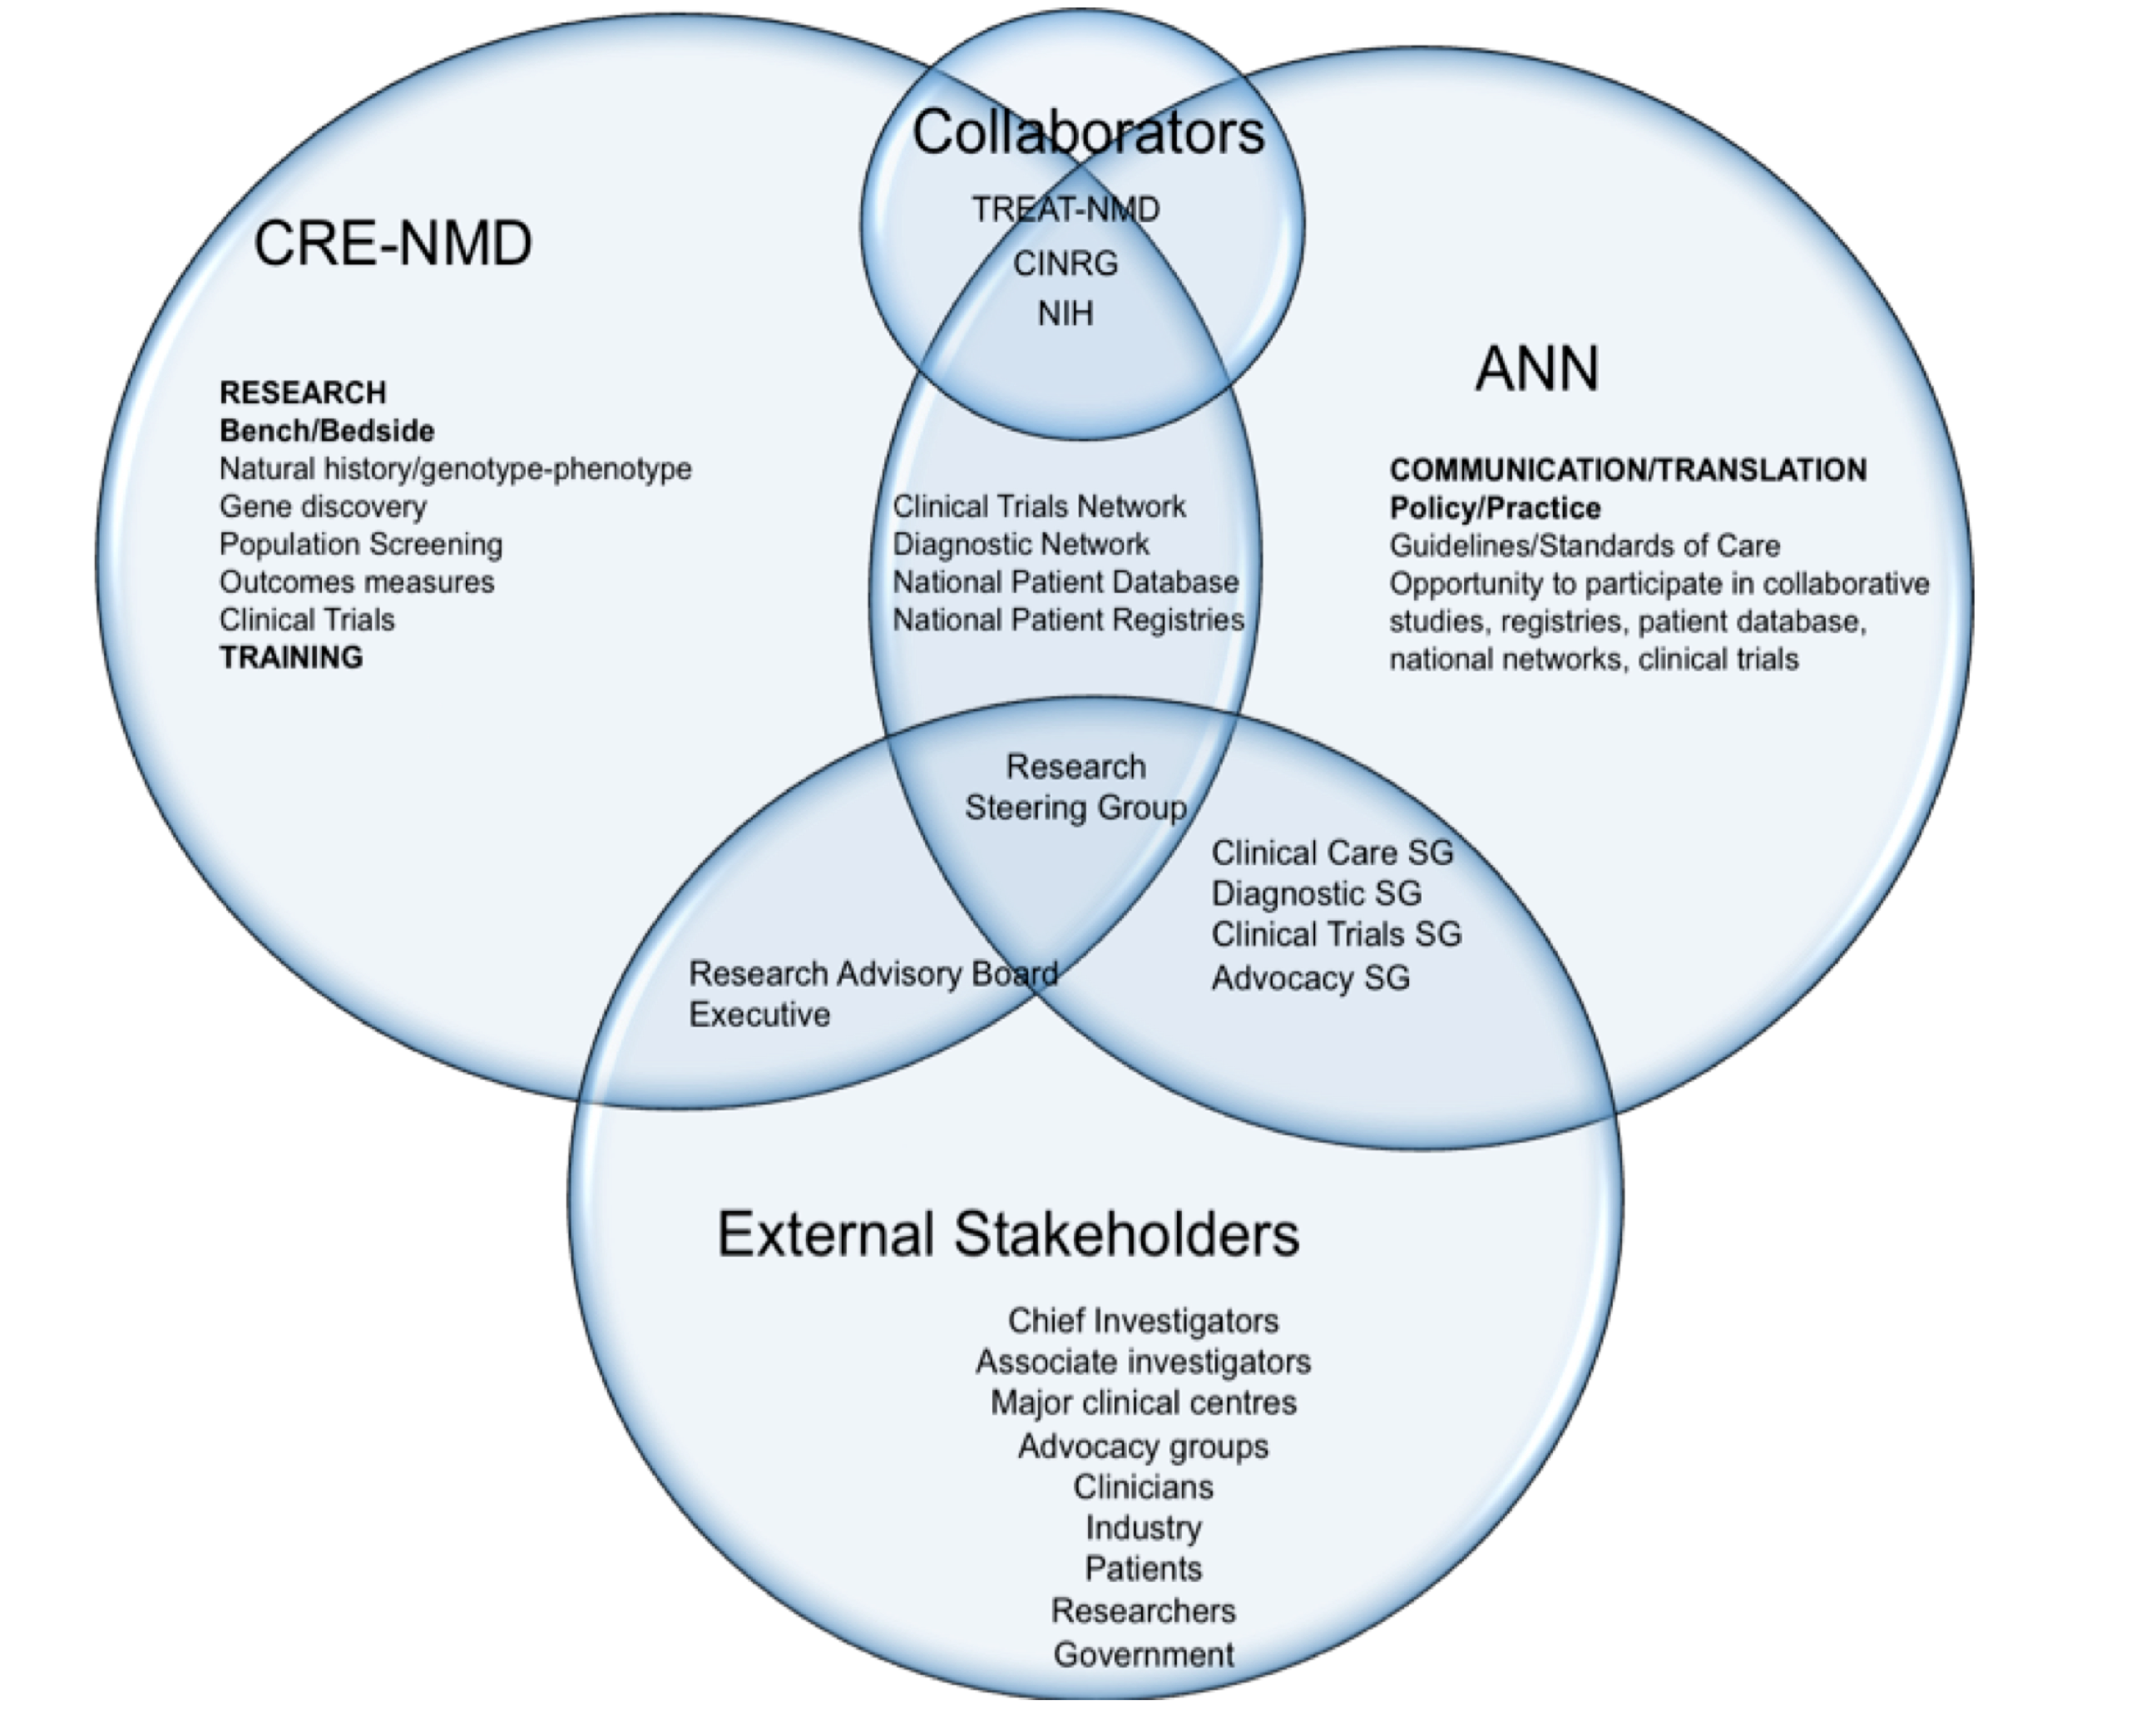 Collaborators
TREAT-NMD
CINRG
NIH
CRE-NMD
RESEARCH
Bench/Bedside
Natural history/genotype-phenotype
Gene discovery
Population Screening
Outcomes measures
Clinical Trials
TRAINING
Clinical Trials Network
Diagnostic Network
National Patient Database
National Patient Registries
ANN
COMMUNICATION/TRANSLATION
Policy/Practice
Guidelines/Standards of Care
Opportunity to participate in collaborative
studies, registries, patient database,
national networks, clinical trials
Research
Steering Group
Research Advisory Board
Executive
Clinical Care SG
Diagnostic SG
Clinical Trials SG
Advocacy SG
External Stakeholders
Chief Investigators
Associate investigators
Major clinical centres
Advocacy groups
Clinicians
Industry
Patients
Researchers
Government